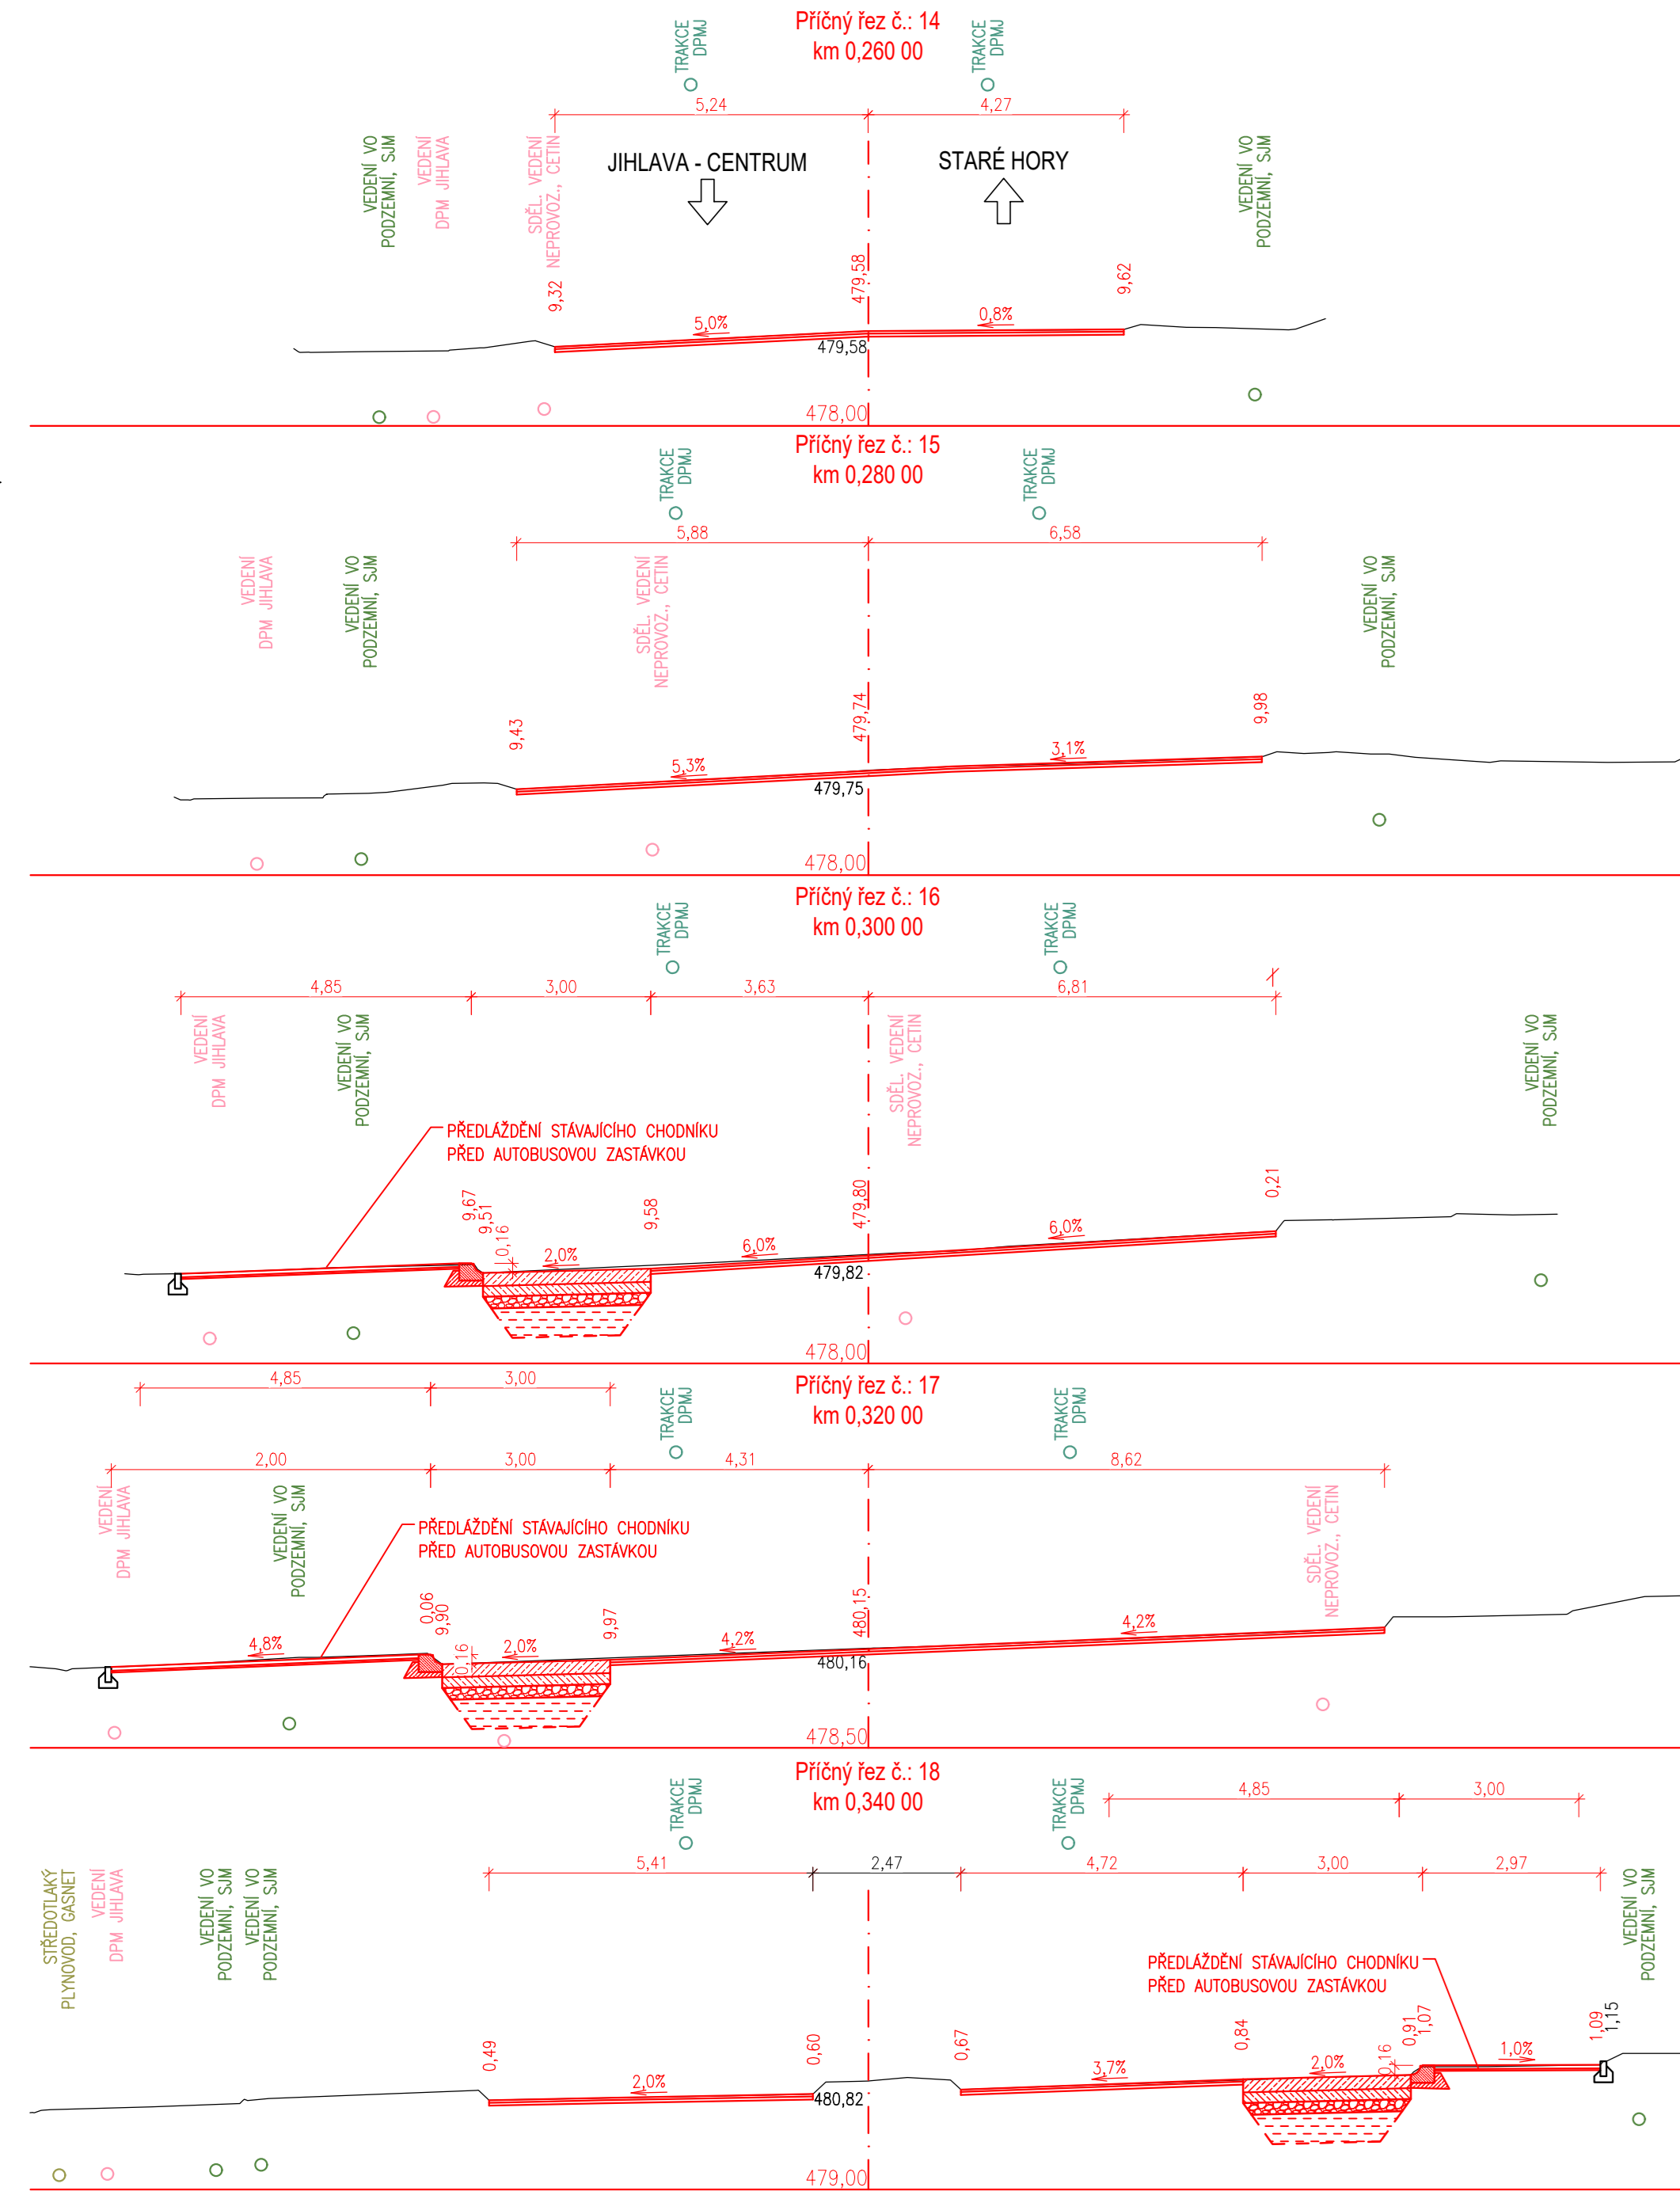 Příčný řez č.: 14
km 0,260 00
TRAKCE
DPMJ
TRAKCE
DPMJ
5,24
4,27
VEDENÍ VO
PODZEMNÍ, SJM
VEDENÍ
DPM JIHLAVA
SDĚL. VEDENÍ
NEPROVOZ., CETIN
JIHLAVA - CENTRUM
STARÉ HORY
VEDENÍ VO
PODZEMNÍ, SJM
9,32
479,58
9,62
5,0%
0,8%
479,58
478,00
Příčný řez č.: 15
km 0,280 00
TRAKCE
DPMJ
TRAKCE
DPMJ
5,88
6,58
VEDENÍ
DPM JIHLAVA
VEDENÍ VO
PODZEMNÍ, SJM
SDĚL. VEDENÍ
NEPROVOZ., CETIN
VEDENÍ VO
PODZEMNÍ, SJM
9,43
479,74
9,98
5,3%
3,1%
479,75
478,00
Příčný řez č.: 16
km 0,300 00
TRAKCE
DPMJ
TRAKCE
DPMJ
4,85
3,00
3,63
6,81
VEDENÍ
DPM JIHLAVA
VEDENÍ VO
PODZEMNÍ, SJM
SDĚL. VEDENÍ
NEPROVOZ., CETIN
VEDENÍ VO
PODZEMNÍ, SJM
PŘEDLÁŽDĚNÍ STÁVAJÍCÍHO CHODNÍKU
PŘED AUTOBUSOVOU ZASTÁVKOU
9,67
9,51
0,16
9,58
479,80
0,21
2,0%
6,0%
6,0%
479,82
478,00
4,85
3,00
Příčný řez č.: 17
km 0,320 00
TRAKCE
DPMJ
TRAKCE
DPMJ
2,00
3,00
4,31
8,62
VEDENÍ
DPM JIHLAVA
VEDENÍ VO
PODZEMNÍ, SJM
SDĚL. VEDENÍ
NEPROVOZ., CETIN
PŘEDLÁŽDĚNÍ STÁVAJÍCÍHO CHODNÍKU
PŘED AUTOBUSOVOU ZASTÁVKOU
0,06
9,90
0,16
9,97
480,15
4,8%
2,0%
4,2%
4,2%
480,16
478,50
Příčný řez č.: 18
km 0,340 00
TRAKCE
DPMJ
TRAKCE
DPMJ
4,85
3,00
5,41
2,47
4,72
3,00
2,97
STŘEDOTLAKÝ
PLYNOVOD, GASNET
VEDENÍ
DPM JIHLAVA
VEDENÍ VO
PODZEMNÍ, SJM
VEDENÍ VO
PODZEMNÍ, SJM
VEDENÍ VO
PODZEMNÍ, SJM
PŘEDLÁŽDĚNÍ STÁVAJÍCÍHO CHODNÍKU
PŘED AUTOBUSOVOU ZASTÁVKOU
0,49
0,60
0,67
0,84
0,16
0,91
1,07
1,09
1,15
2,0%
3,7%
2,0%
1,0%
480,82
479,00